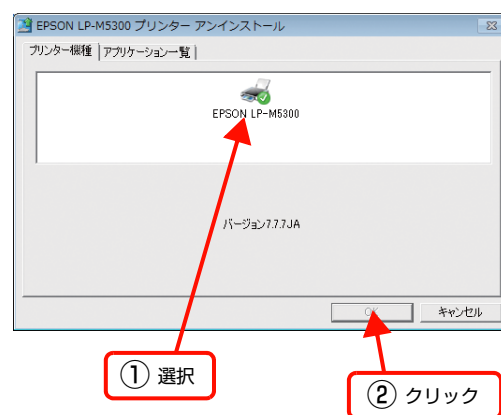 EPSON LP-M5300 プリンター アンインストール
プリンター機種 アプリケーション一覧
EPSON LP-M5300
バージョン7.7.7JA
OK キャンセル
① 選択
② クリック